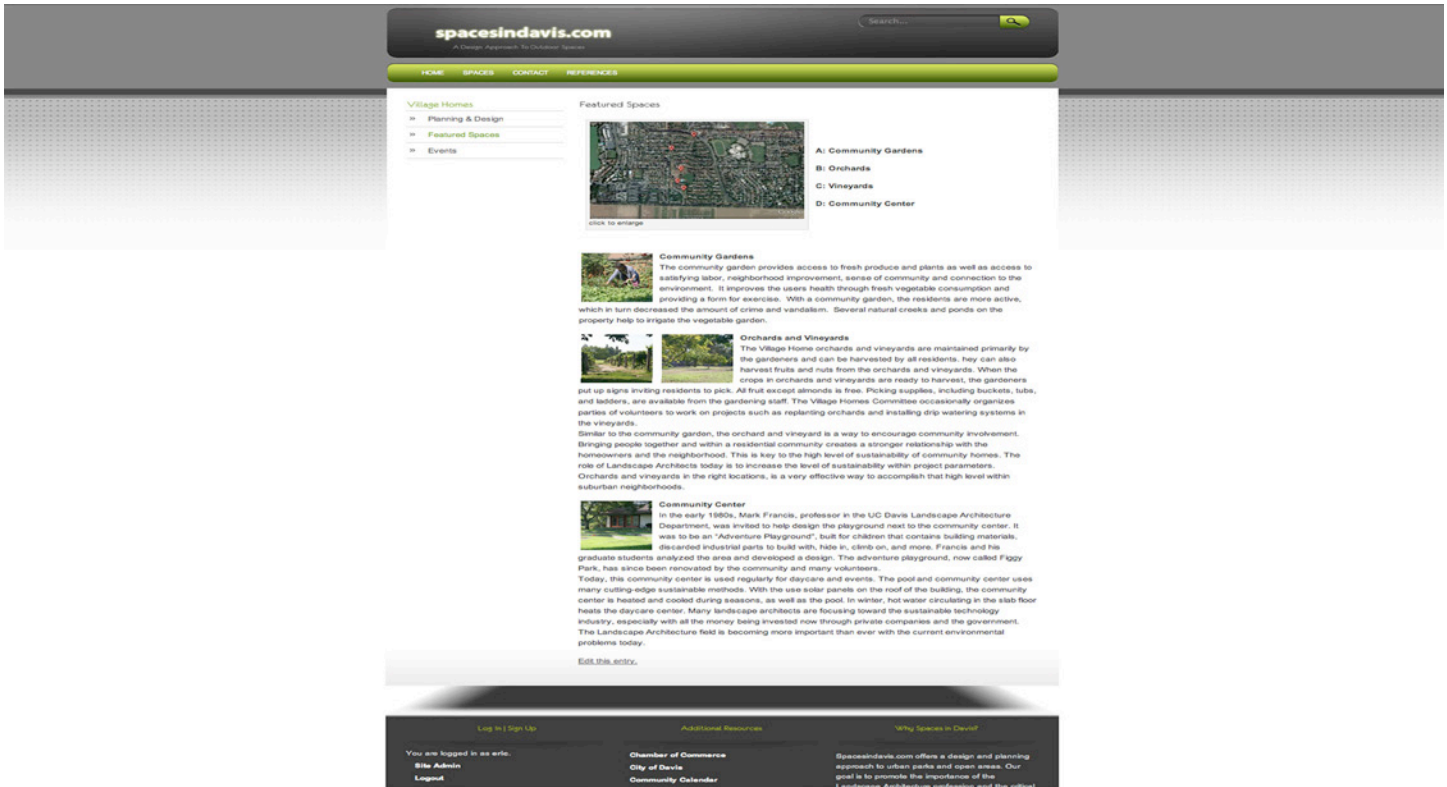 spacesindavis.com
A Design Approach To Outdoor Spaces
Search...
HOME SPACES CONTACT REFERENCES
Village Homes
» Planning & Design
» Featured Spaces
» Events
Featured Spaces
click to enlarge
A: Community Gardens
B: Orchards
C: Vineyards
D: Community Center
Community Gardens
The community garden provides access to fresh produce and plants as well as access to
satisfying labor, neighborhood improvement, sense of community and connection to the
environment. It improves the users health through fresh vegetable consumption and
providing a form for exercise. With a community garden, the residents are more active,
which in turn decreased the amount of crime and vandalism. Several natural creeks and ponds on the
property help to irrigate the vegetable garden.
Orchards and Vineyards
The Village Home orchards and vineyards are maintained primarily by
the gardeners and can be harvested by all residents. hey can also
harvest fruits and nuts from the orchards and vineyards. When the
crops in orchards and vineyards are ready to harvest, the gardeners
put up signs inviting residents to pick. All fruit except almonds is free. Picking supplies, including buckets, tubs,
and ladders, are available from the gardening staff. The Village Homes Committee occasionally organizes
parties of volunteers to work on projects such as replanting orchards and installing drip watering systems in
the vineyards.
Similar to the community garden, the orchard and vineyard is a way to encourage community involvement.
Bringing people together and within a residential community creates a stronger relationship with the
homeowners and the neighborhood. This is key to the high level of sustainability of community homes. The
role of Landscape Architects today is to increase the level of sustainability within project parameters.
Orchards and vineyards in the right locations, is a very effective way to accomplish that high level within
suburban neighborhoods.
Community Center
In the early 1980s, Mark Francis, professor in the UC Davis Landscape Architecture
Department, was invited to help design the playground next to the community center. It
was to be an "Adventure Playground", built for children that contains building materials,
discarded industrial parts to build with, hide in, climb on, and more. Francis and his
graduate students analyzed the area and developed a design. The adventure playground, now called Figgy
Park, has since been renovated by the community and many volunteers.
Today, this community center is used regularly for daycare and events. The pool and community center uses
many cutting-edge sustainable methods. With the use solar panels on the roof of the building, the community
center is heated and cooled during seasons, as well as the pool. In winter, hot water circulating in the slab floor
heats the daycare center. Many landscape architects are focusing toward the sustainable technology
industry, especially with all the money being invested now through private companies and the government.
The Landscape Architecture field is becoming more important than ever with the current environmental
problems today.
Edit this entry.
Log In | Sign Up
You are logged in as eric.
Site Admin
Logout
Additional Resources
Chamber of Commerce
City of Davis
Community Calendar
Why Spaces in Davis?
Spacesindavis.com offers a design and planning
approach to urban parks and open areas. Our
goal is to promote the importance of the
Landscape Architecture profession and the critical